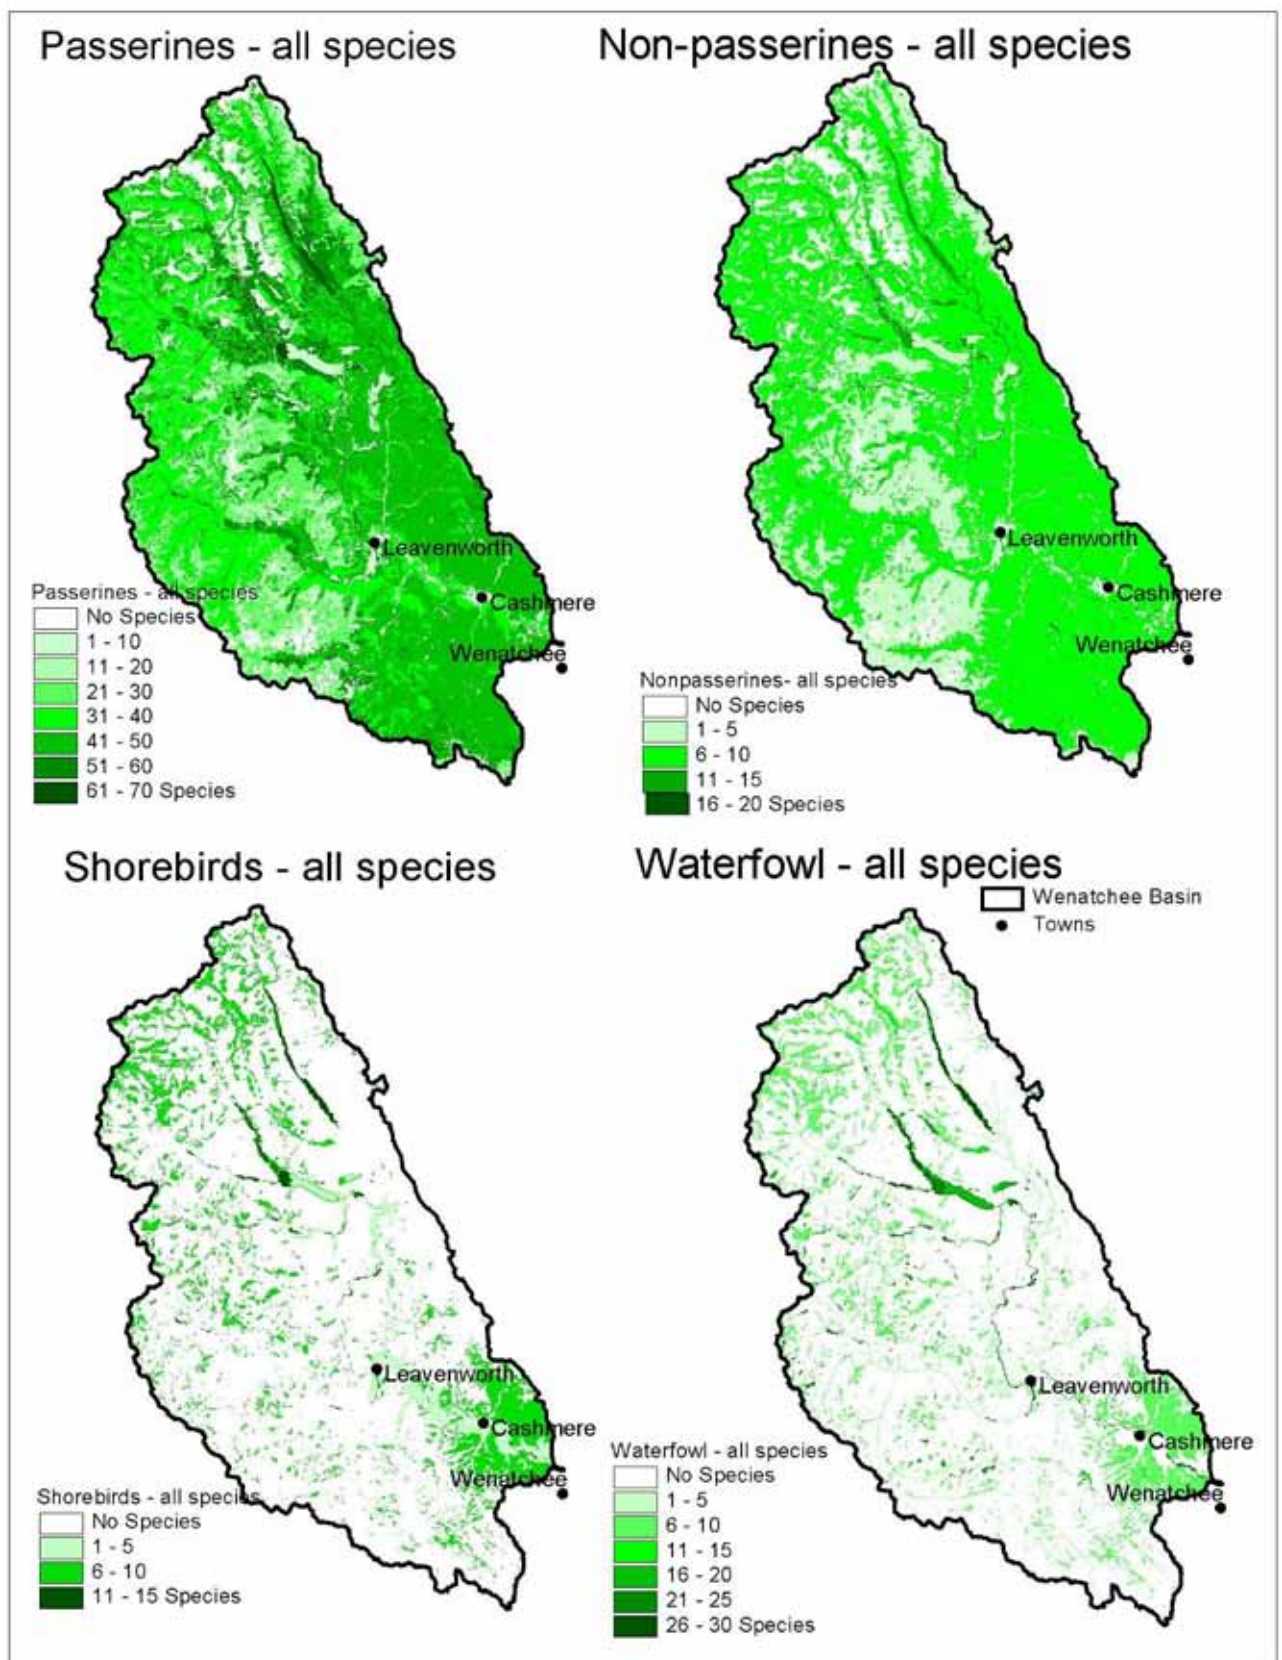 Passerines - all species
Non-passerines - all species
Leavenworth
Cashmere
Wenatchee
Passerines - all species
No Species
1 - 10
11 - 20
21 - 30
31 - 40
41 - 50
51 - 60
61 - 70 Species
Leavenworth
Cashmere
Wenatchee
Nonpasserines- all species
No Species
1 - 5
6 - 10
11 - 15
16 - 20 Species
Shorebirds - all species
Waterfowl - all species
Wenatchee Basin
Towns
Leavenworth
Cashmere
Wenatchee
Shorebirds - all species
No Species
1 - 5
6 - 10
11 - 15 Species
Leavenworth
Cashmere
Wenatchee
Waterfowl - all species
No Species
1 - 5
6 - 10
11 - 15
16 - 20
21 - 25
26 - 30 Species